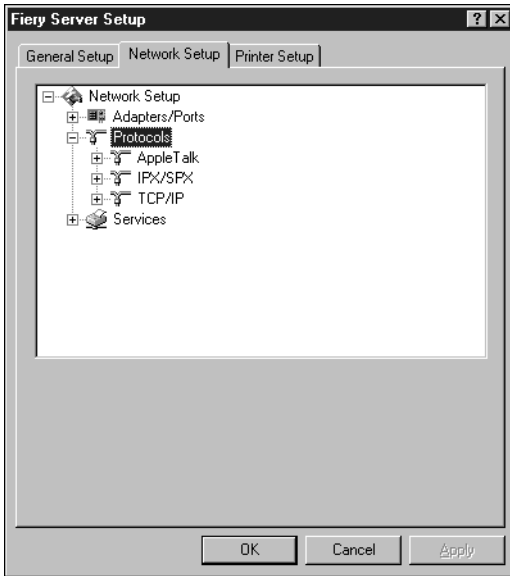 Fiery Server Setup
General Setup Network Setup Printer Setup
Network Setup
Adapters/Ports
Protocols
AppleTalk
IPX/SPX
TCP/IP
Services
OK Cancel Apply